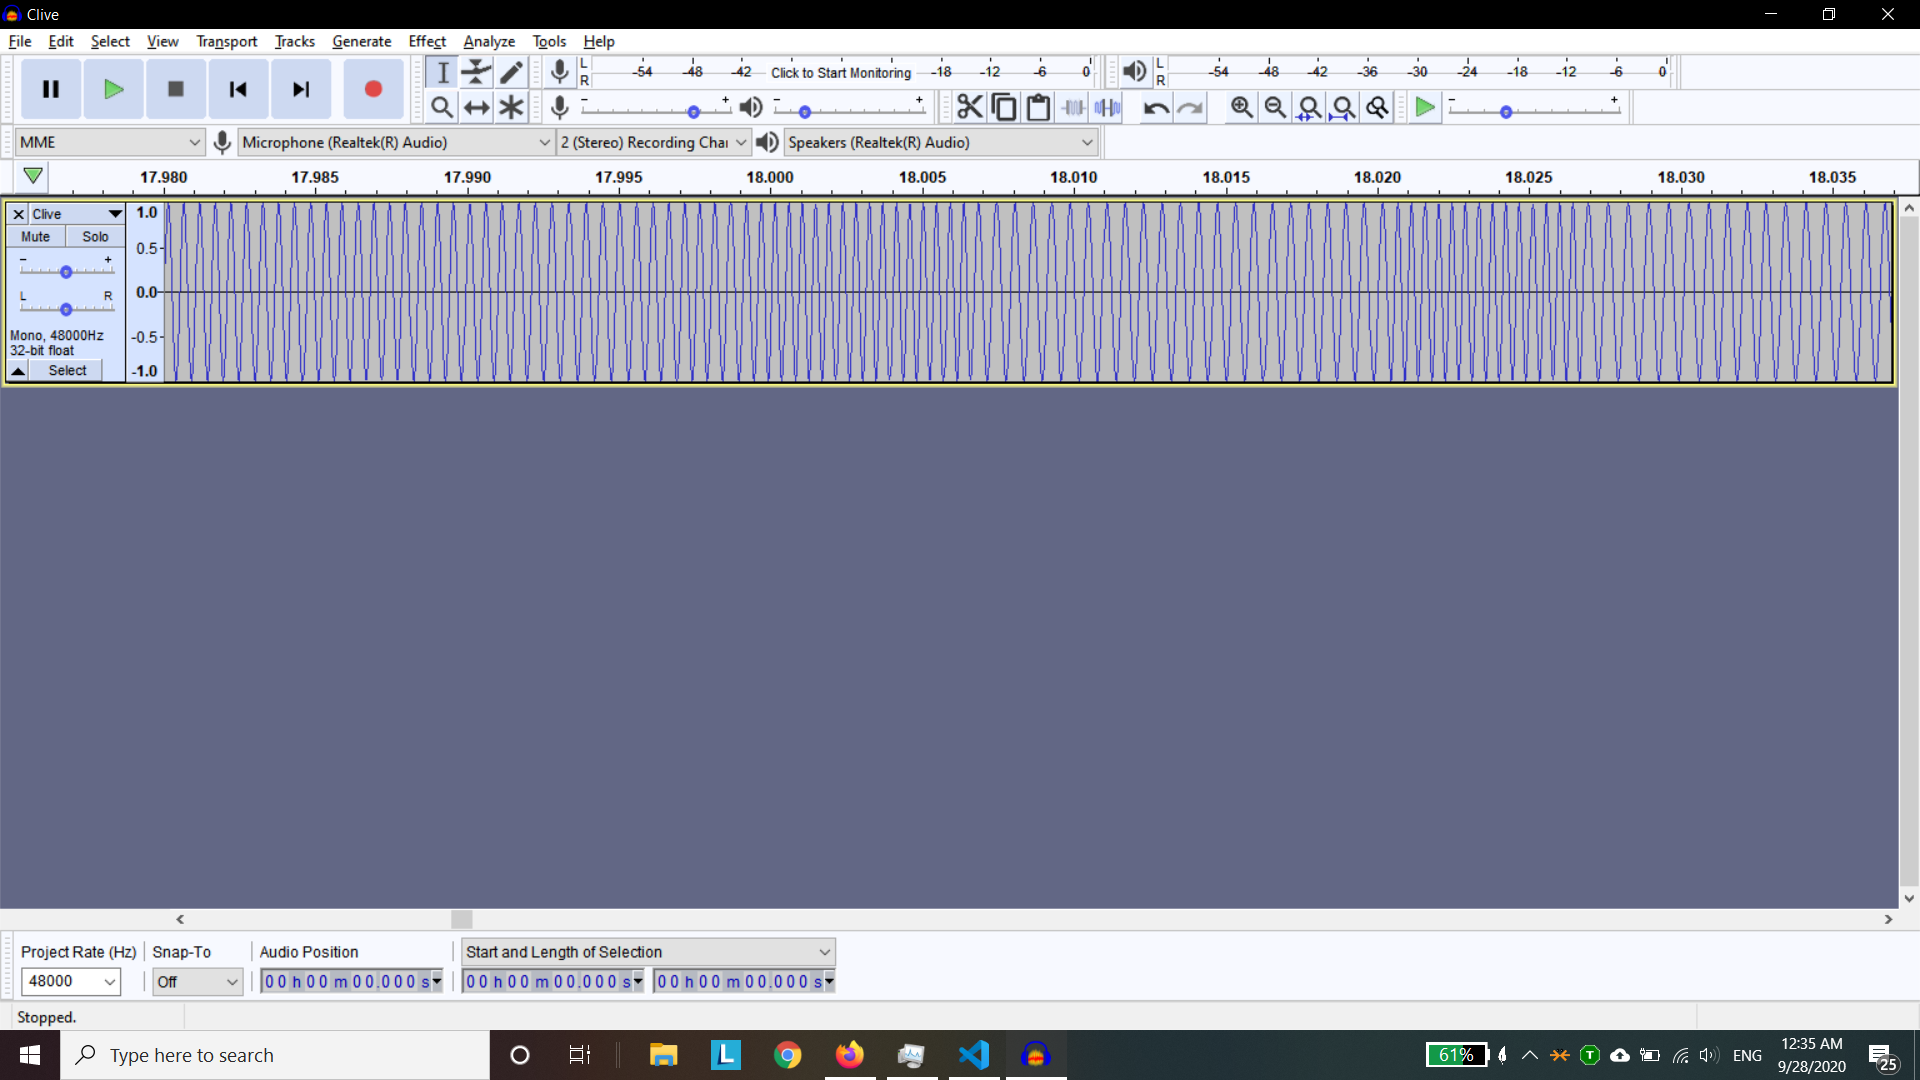 Clive
File Edit Select View Transport Tracks Generate Effect Analyze Tools Help
L R -54 -48 -42 Click to Start Monitoring -18 -12 -6 0
L R -54 -48 -42 -36 -30 -24 -18 -12 -6 0
- + - + - +
MME Microphone (Realtek(R) Audio) 2 (Stereo) Recording Char Speakers (Realtek(R) Audio)
17.980 17.985 17.990 17.995 18.000 18.005 18.010 18.015 18.020 18.025 18.030 18.035
Clive
Mute Solo
- +
L R
Mono, 48000Hz
32-bit float
Select
1.0
0.5
0.0
-0.5
-1.0
Project Rate (Hz) Snap-To Audio Position Start and Length of Selection
48000 Off 00 h 00 m 00.000 s 00 h 00 m 00.000 s 00 h 00 m 00.000 s
Stopped.
Type here to search
L
61%
T
ENG
12:35 AM
9/28/2020
25